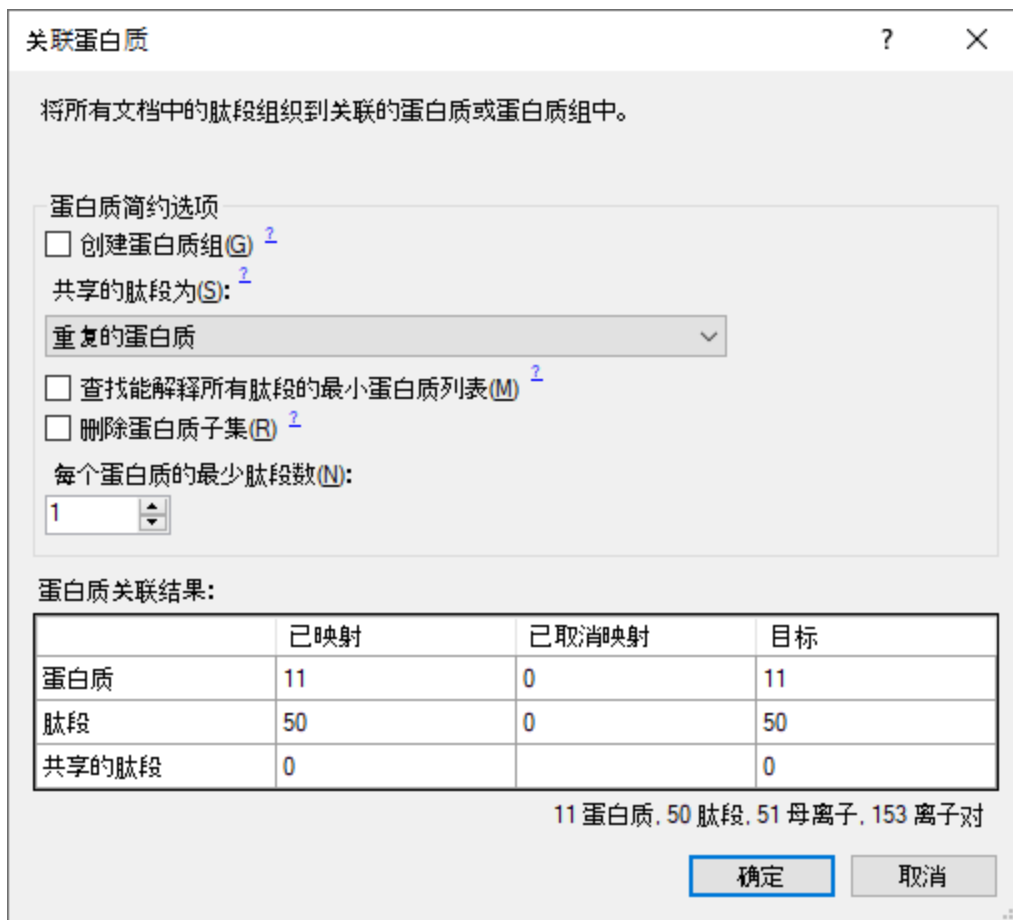 关联蛋白质
?
将所有文档中的肽段组织到关联的蛋白质或蛋白质组中。
蛋白质简约选项
创建蛋白质组(G) ?
共享的肽段为(S): ?
重复的蛋白质
查找能解释所有肽段的最小蛋白质列表(M) ?
删除蛋白质子集(R) ?
每个蛋白质的最少肽段数(N):
1
蛋白质关联结果:
已映射 已取消映射 目标
蛋白质 11 0 11
肽段 50 0 50
共享的肽段 0 0
11 蛋白质, 50 肽段, 51 母离子, 153 离子对
确定 取消